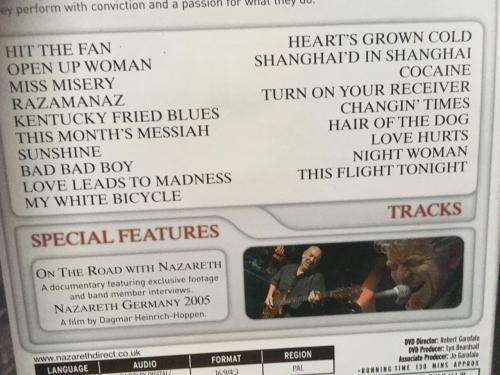 ey perform with conviction and a passion for what they do.
HIT THE FAN
OPEN UP WOMAN
MISS MISERY
RAZAMANAZ
KENTUCKY FRIED BLUES
THIS MONTH'S MESSIAH
SUNSHINE
BAD BAD BOY
LOVE LEADS TO MADNESS
MY WHITE BICYCLE
HEART'S GROWN COLD
SHANGHAI'D IN SHANGHAI
COCAINE
TURN ON YOUR RECEIVER
CHANGIN' TIMES
HAIR OF THE DOG
LOVE HURTS
NIGHT WOMAN
THIS FLIGHT TONIGHT
TRACKS
SPECIAL FEATURES
ON THE ROAD WITH NAZARETH
A documentary featuring exclusive footage
and band member interviews.
NAZARETH GERMANY 2005
A film by Dagmar Heinrich-Hoppen.
www.nazarethdirect.co.uk
LANGUAGE AUDIO FORMAT REGION
16:9/4:3 PAL
DVD Director: Robert Garofalo
DVD Producer: Lyn Beardsall
Associate Producer: Jo Garofalo
•RUNNING TIME 130 MINS APPROX